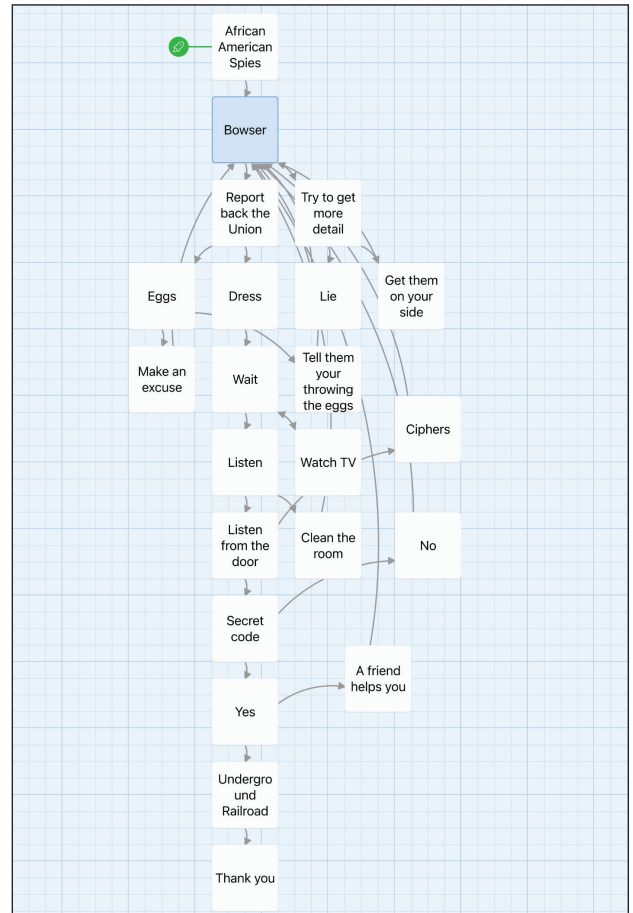 African
American
Spies
Bowser
Report
back the
Union
Try to get
more
detail
Eggs
Dress
Lie
Get them
on your
side
Make an
excuse
Wait
Tell them
your
throwing
the eggs
Ciphers
Listen
Watch TV
Listen
from the
door
Clean the
room
No
Secret
code
A friend
helps you
Yes
Undergro
und
Railroad
Thank you